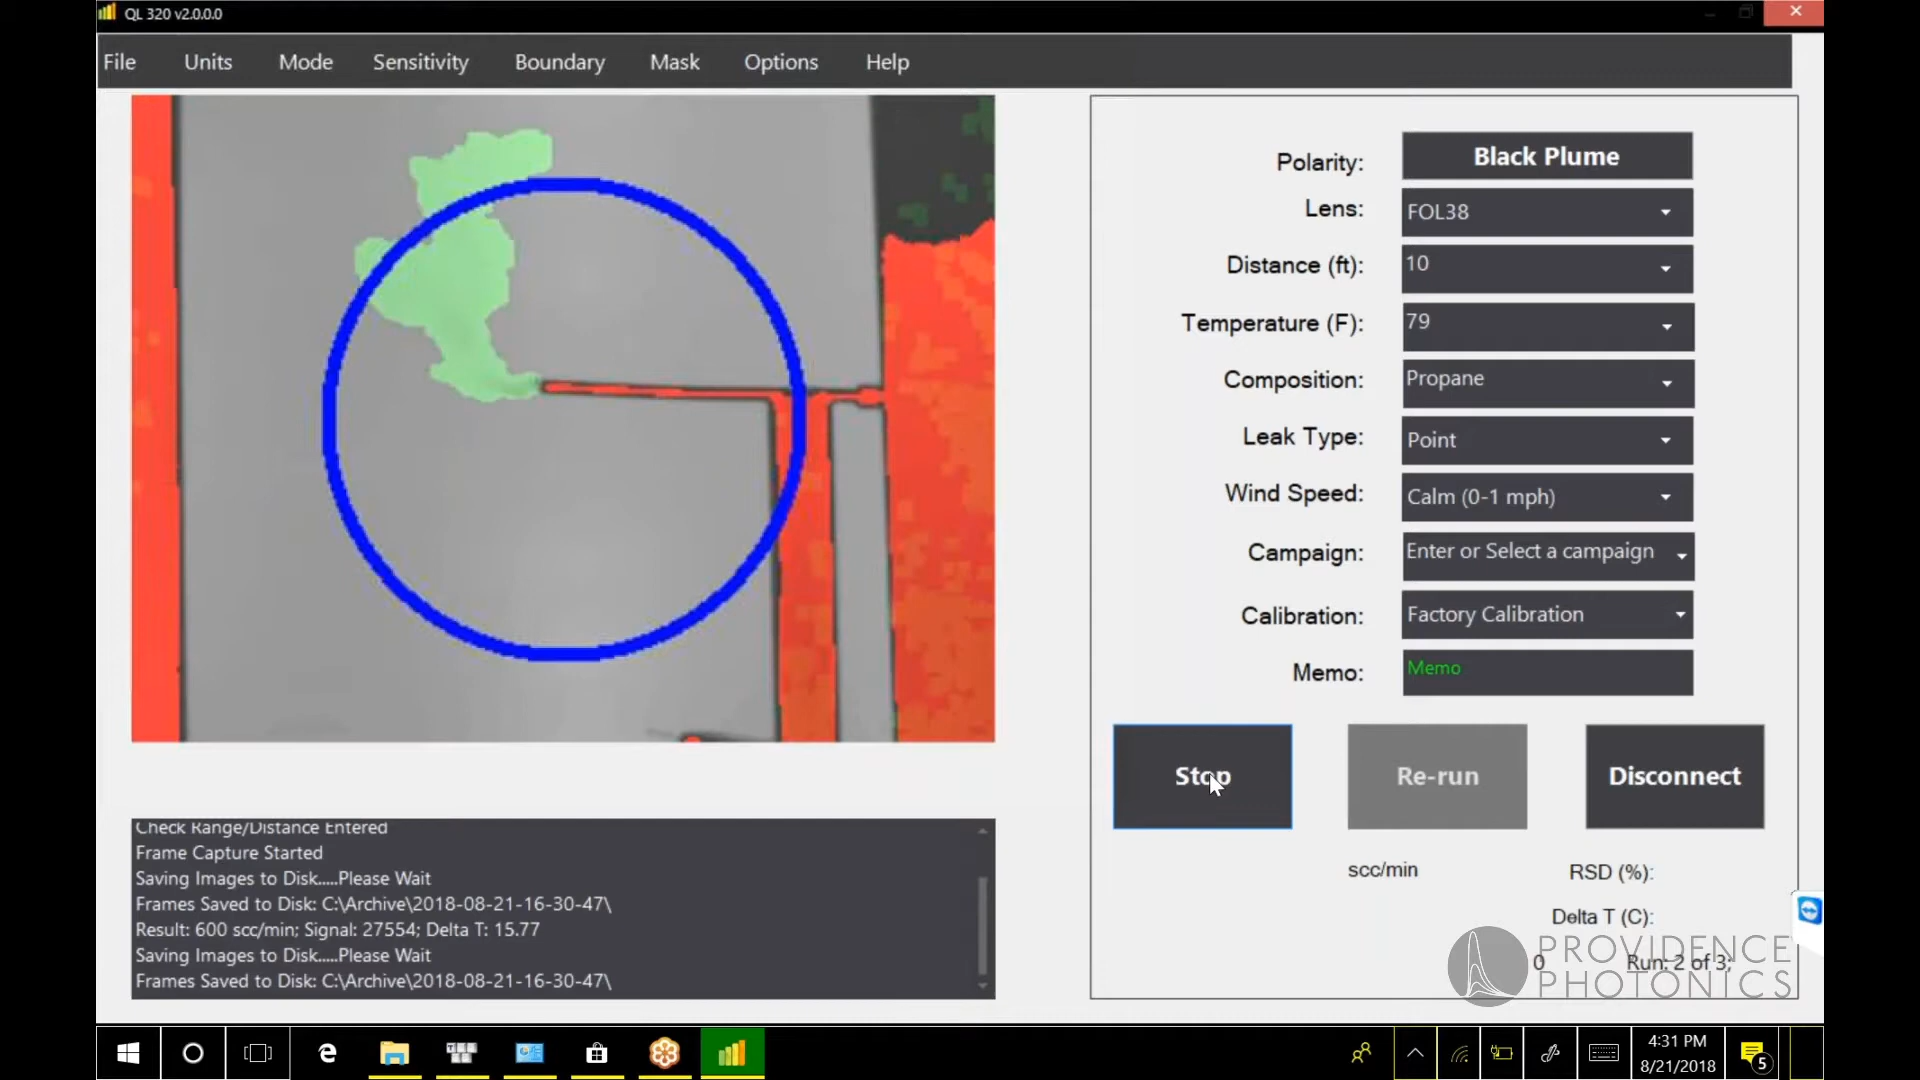 QL 320 v2.0.0.0
File Units Mode Sensitivity Boundary Mask Options Help
Polarity: Black Plume
Lens: FOL38
Distance (ft): 10
Temperature (F): 79
Composition: Propane
Leak Type: Point
Wind Speed: Calm (0-1 mph)
Campaign: Enter or Select a campaign
Calibration: Factory Calibration
Memo: Memo
Stop Re-run Disconnect
scc/min RSD (%):
Delta T (C):
0 Run: 2 of 3;
PROVIDENCE
PHOTONICS
Check Range/Distance Entered
Frame Capture Started
Saving Images to Disk.....Please Wait
Frames Saved to Disk: C:\Archive\2018-08-21-16-30-47\
Result: 600 scc/min; Signal: 27554; Delta T: 15.77
Saving Images to Disk.....Please Wait
Frames Saved to Disk: C:\Archive\2018-08-21-16-30-47\
4:31 PM
8/21/2018
5